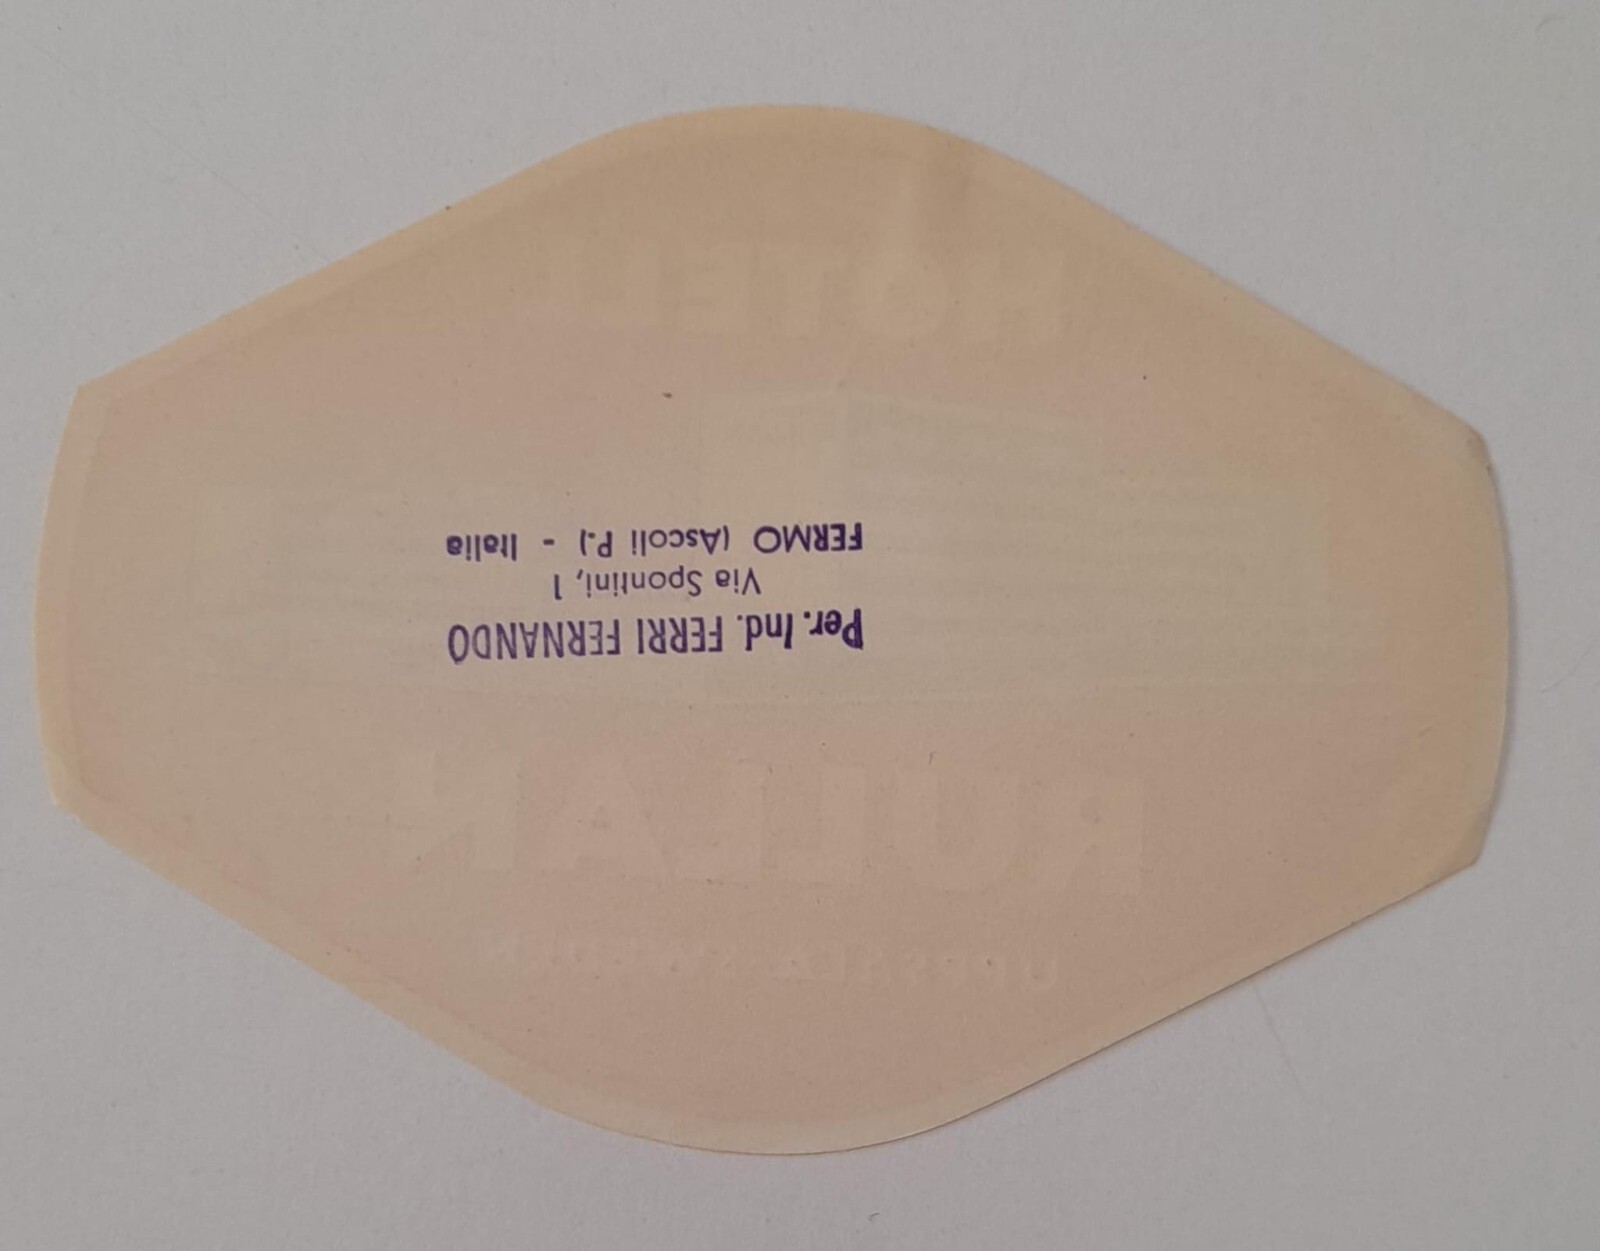 Per. Ind. FERRI FERNANDO
Via Spontini, 1
FERMO (Ascoli P.) - Italia